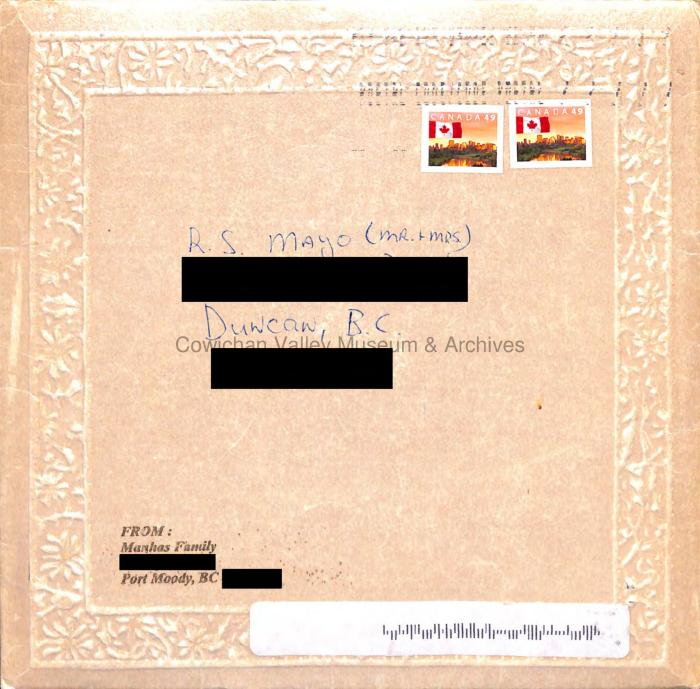 CANADA 49
CANADA 49
R.S. Mayo (MR. + MRS.)
Duncan, B.C.
Cowichan Valley Museum & Archives
FROM :
Manhas Family
Port Moody, BC